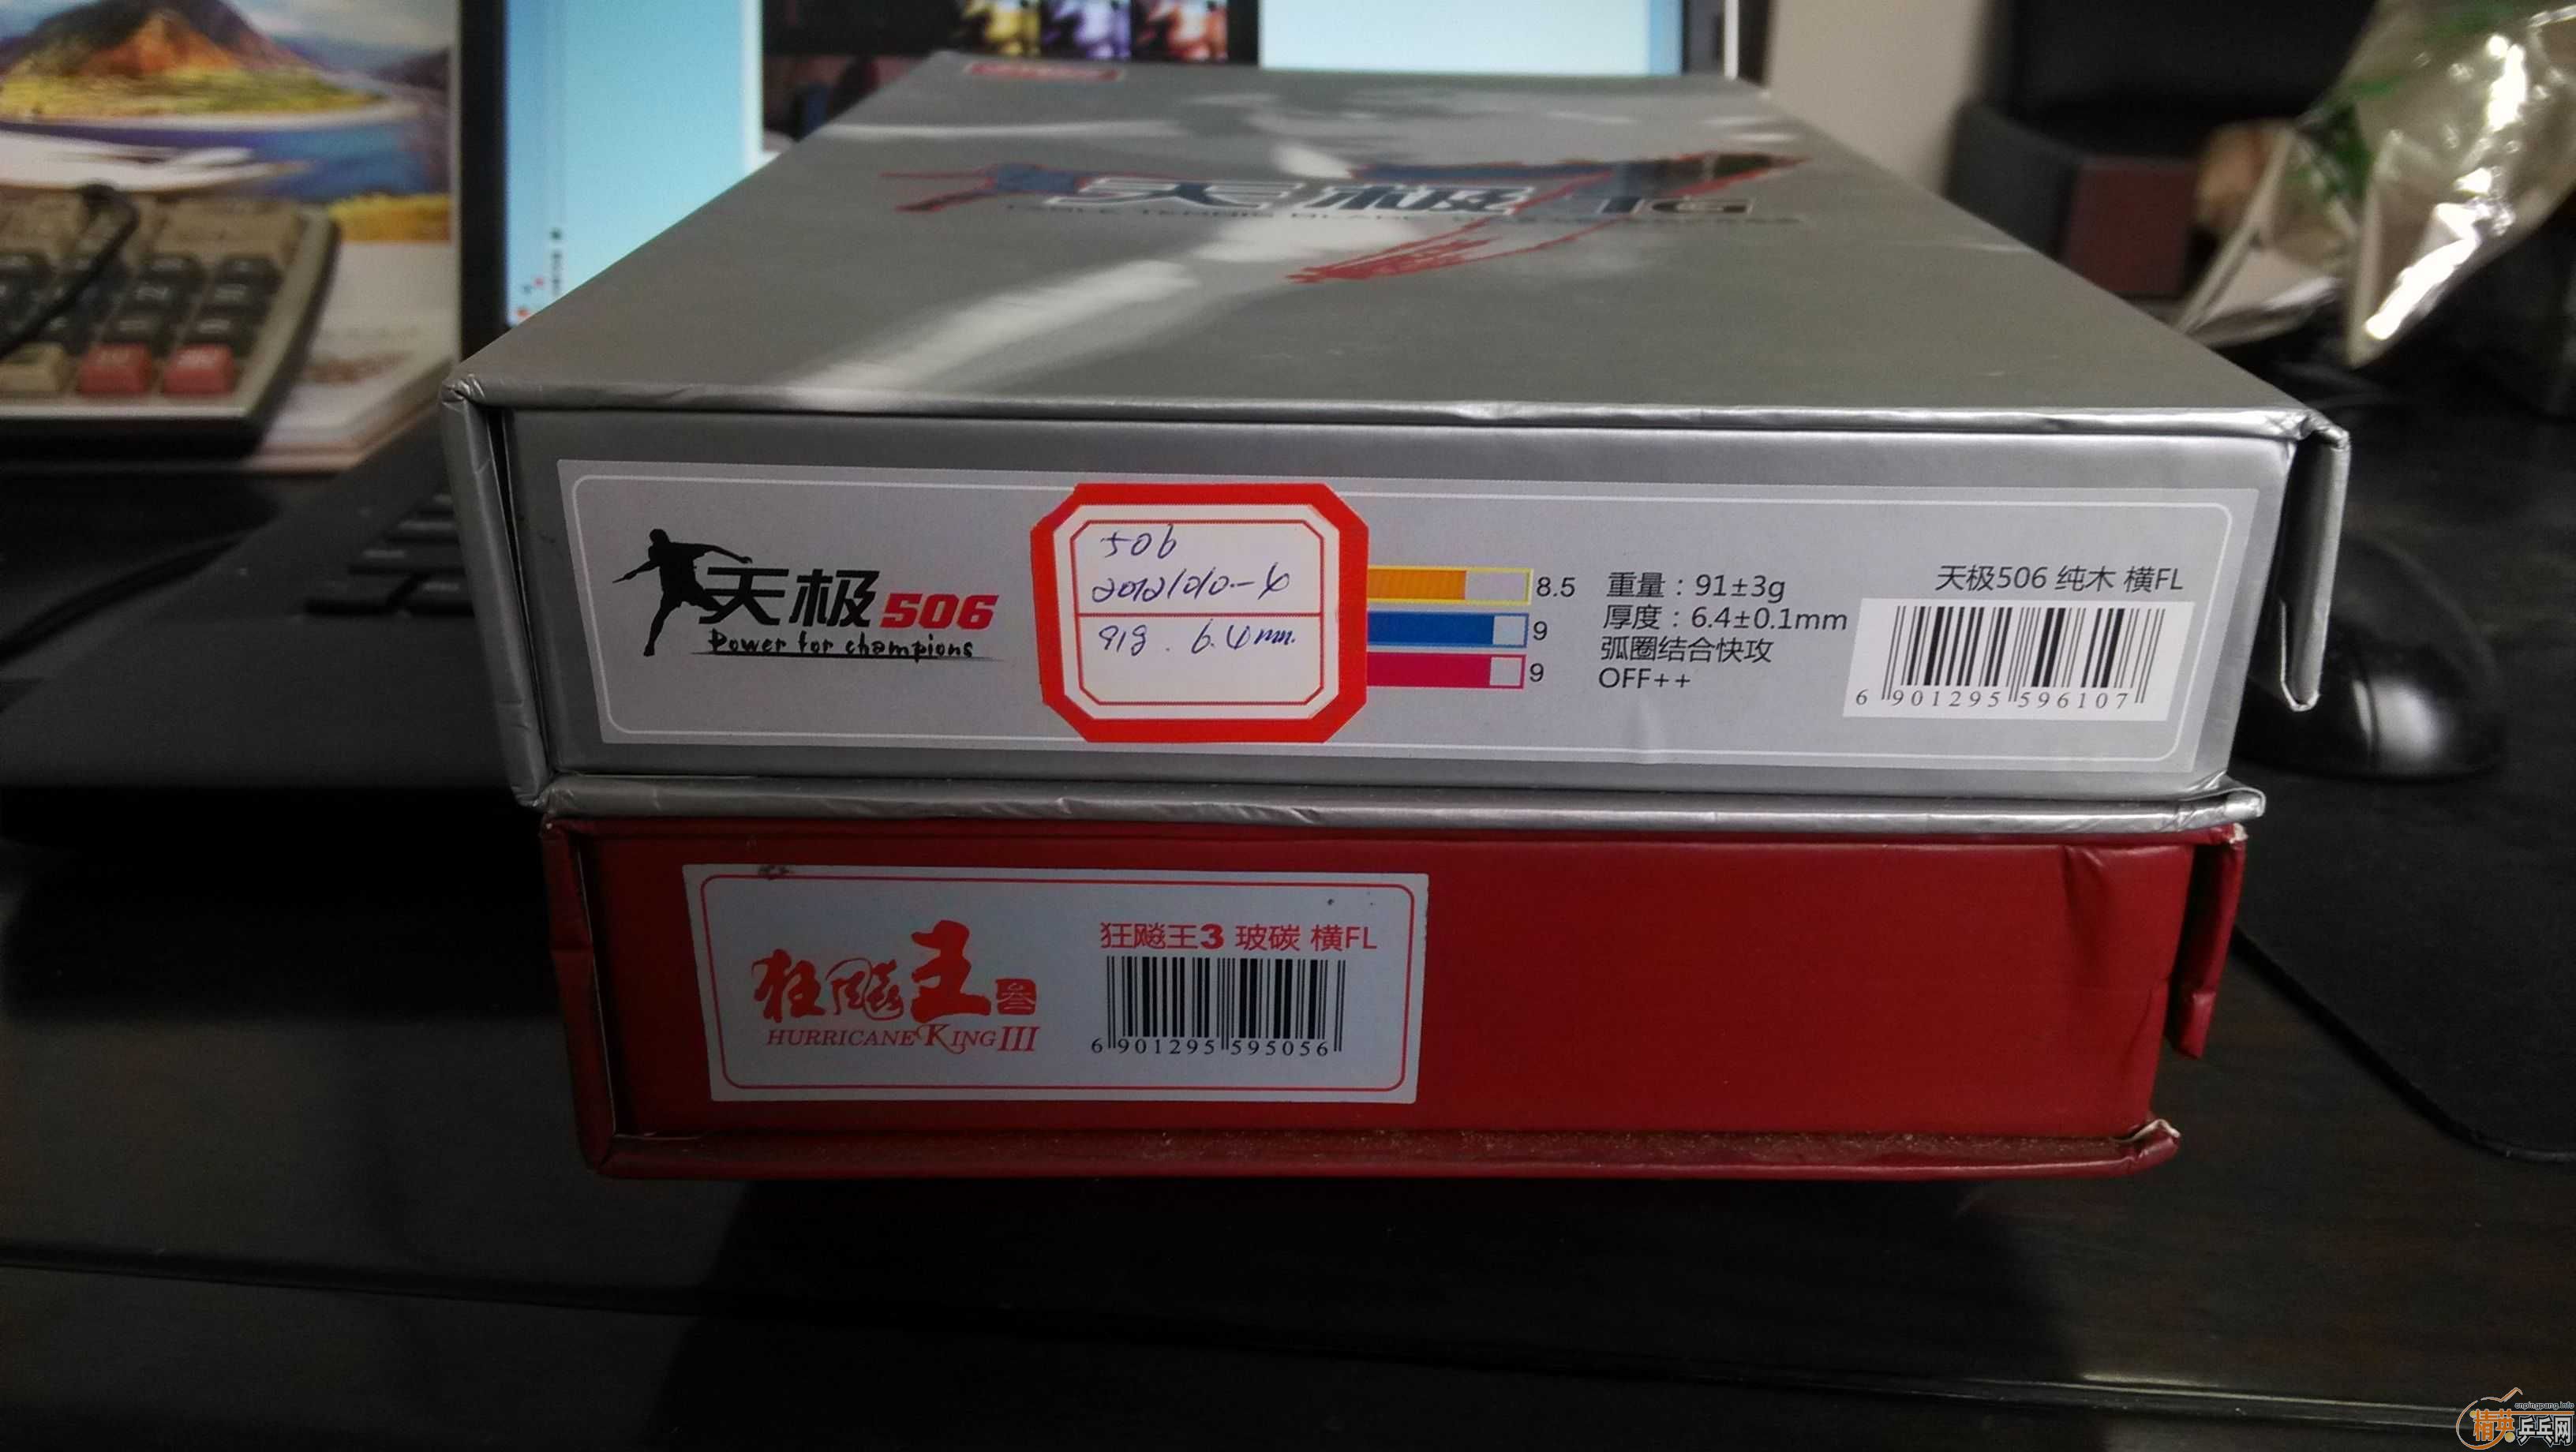 天极
天极506
Power for champions
506
91g. 6.4mm.
8.5
9
9
重量：91±3g
厚度：6.4±0.1mm
弧圈结合快攻
OFF++
天极506 纯木 横FL
6 901295 596107
狂飚王叁
HURRICANE KING III
狂飚王3 玻碳 横FL
6 901295 595056
cnpingpang.info
精英乒乓网